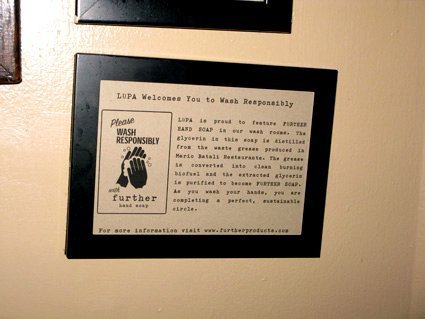 LUPA Welcomes You to Wash Responsibly
Please
WASH
RESPONSIBLY
with
further
hand soap
LUPA is proud to feature FURTHER
HAND SOAP in our wash rooms. The
glycerin in this soap is distilled
from the waste grease produced in
Mario Batali Restaurants. The grease
is converted into clean burning
biofuel and the extracted glycerin
is purified to become FURTHER SOAP.
As you wash your hands, you are
completing a perfect, sustainable
circle.
For more information visit www.furtherproducts.com